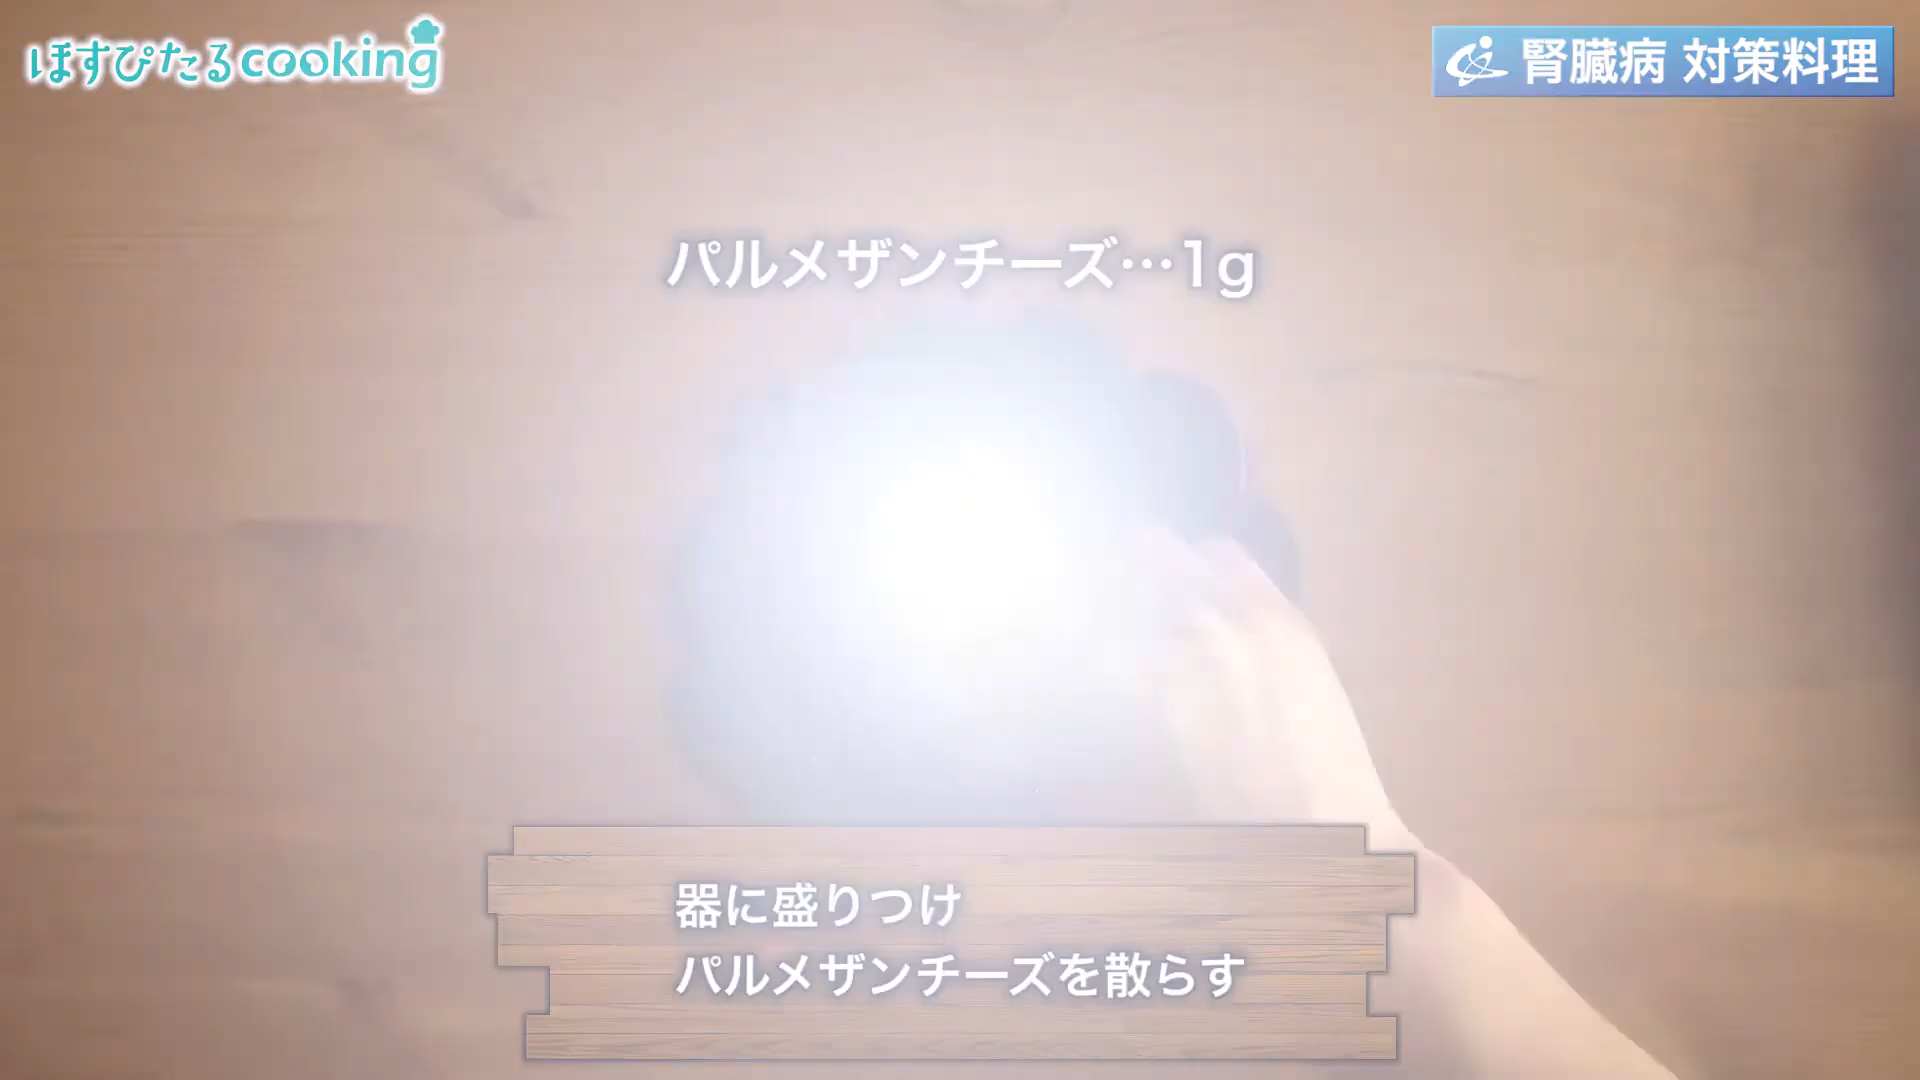 ほすぴたるcooking
腎臓病 対策料理
パルメザンチーズ…1g
器に盛りつけ
パルメザンチーズを散らす